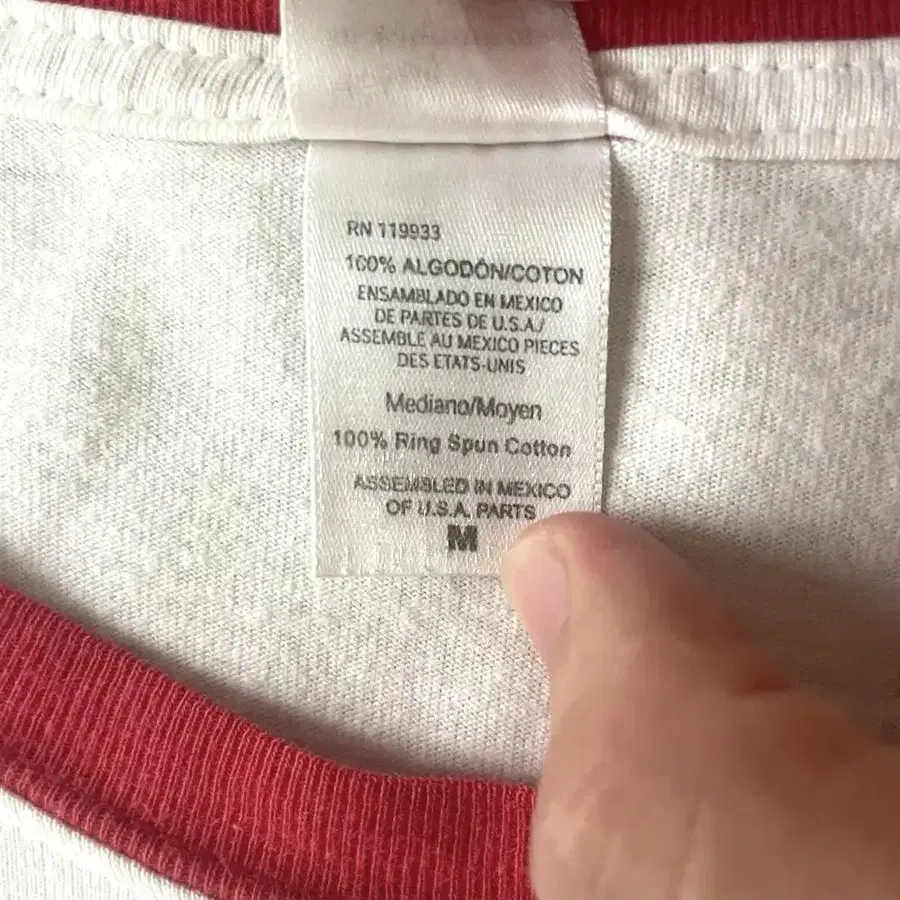 RN 119933
100% ALGODÓN/COTON
ENSAMBLADO EN MEXICO
DE PARTES DE U.S.A./
ASSEMBLE AU MEXICO PIECES
DES ETATS-UNIS
Mediano/Moyen
100% Ring Spun Cotton
ASSEMBLED IN MEXICO
OF U.S.A. PARTS
M